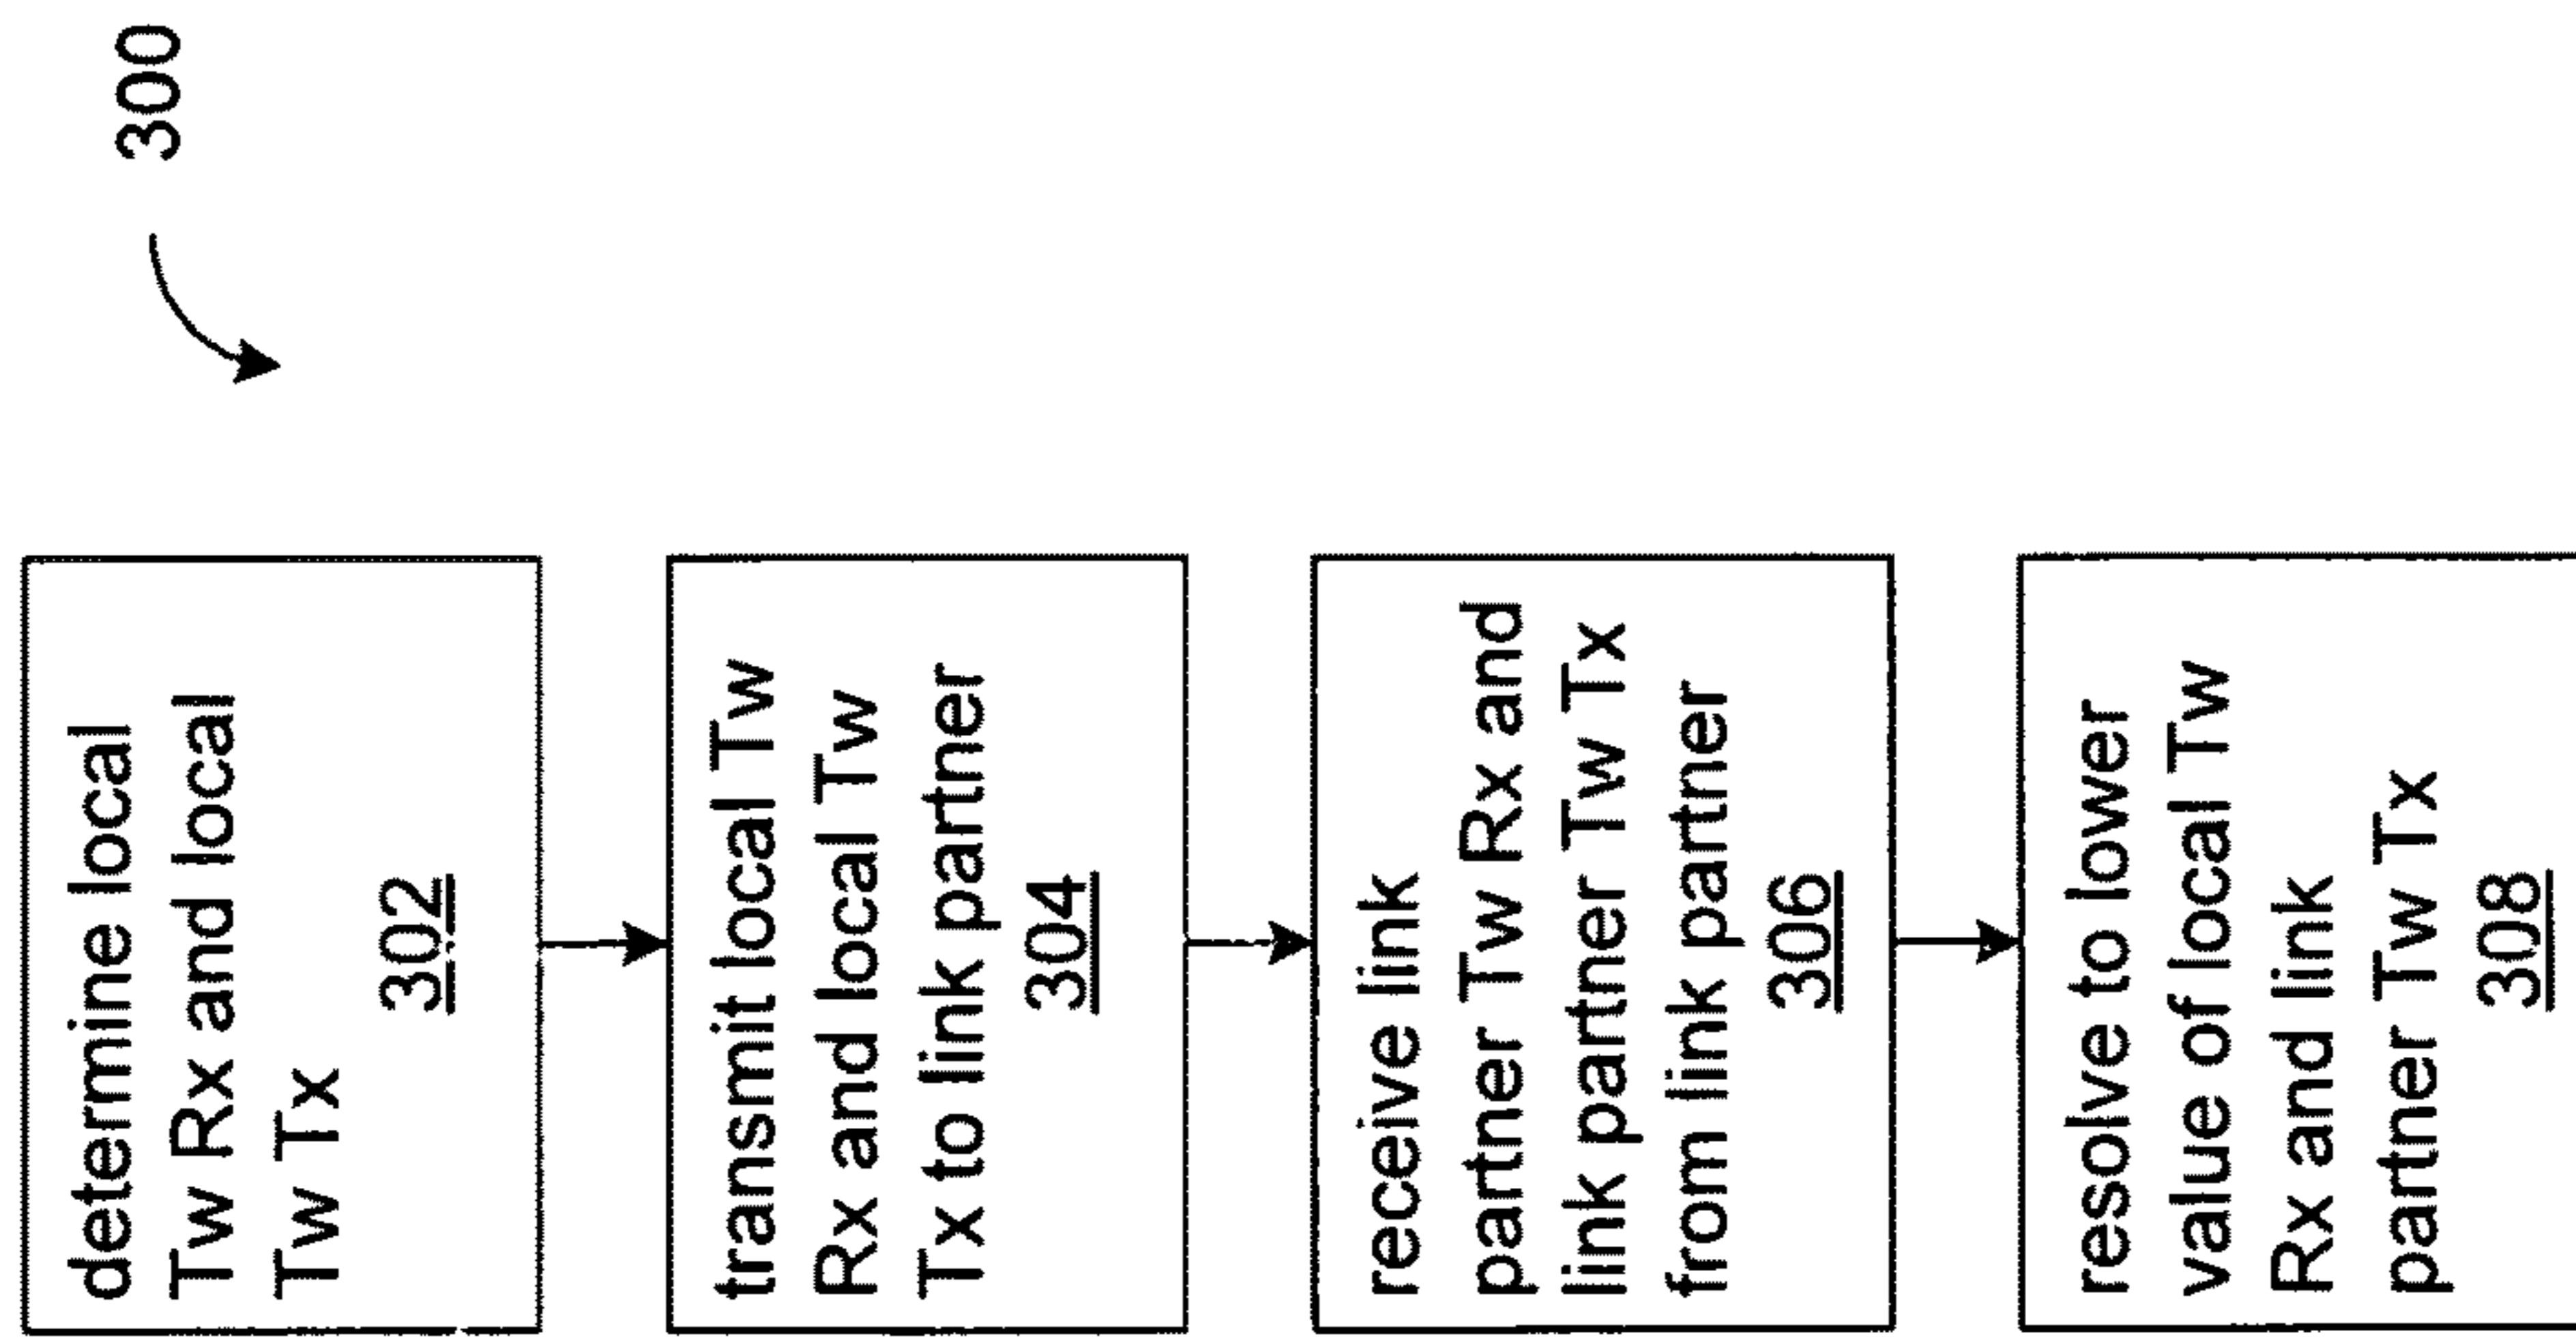 300
determine local
Tw Rx and local
Tw Tx
302
transmit local Tw
Rx and local Tw
Tx to link partner
304
receive link
partner Tw Rx and
link partner Tw Tx
from link partner
306
resolve to lower
value of local Tw
Rx and link
partner Tw Tx
308